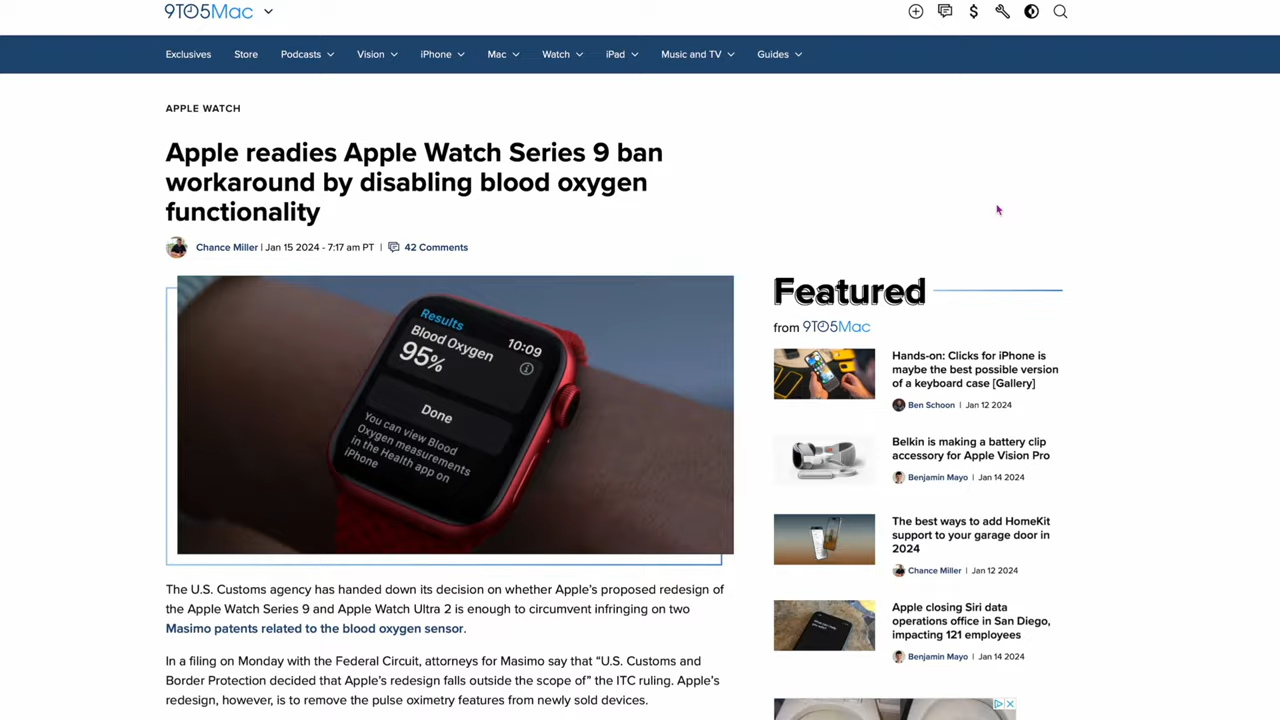 9TO5Mac
Exclusives
Store
Podcasts
Vision
iPhone
Mac
Watch
iPad
Music and TV
Guides
APPLE WATCH
Apple readies Apple Watch Series 9 ban
workaround by disabling blood oxygen
functionality
Chance Miller | Jan 15 2024 - 7:17 am PT | 42 Comments
Results
10:09
Blood Oxygen
95%
Done
You can view Blood
Oxygen measurements
in the Health app on
iPhone
The U.S. Customs agency has handed down its decision on whether Apple's proposed redesign of
the Apple Watch Series 9 and Apple Watch Ultra 2 is enough to circumvent infringing on two
Masimo patents related to the blood oxygen sensor.
In a filing on Monday with the Federal Circuit, attorneys for Masimo say that “U.S. Customs and
Border Protection decided that Apple's redesign falls outside the scope of” the ITC ruling. Apple's
redesign, however, is to remove the pulse oximetry features from newly sold devices.
Featured
from 9TO5Mac
Hands-on: Clicks for iPhone is
maybe the best possible version
of a keyboard case [Gallery]
Ben Schoon | Jan 12 2024
Belkin is making a battery clip
accessory for Apple Vision Pro
Benjamin Mayo | Jan 14 2024
The best ways to add HomeKit
support to your garage door in
2024
Chance Miller | Jan 12 2024
Apple closing Siri data
operations office in San Diego,
impacting 121 employees
Benjamin Mayo | Jan 14 2024